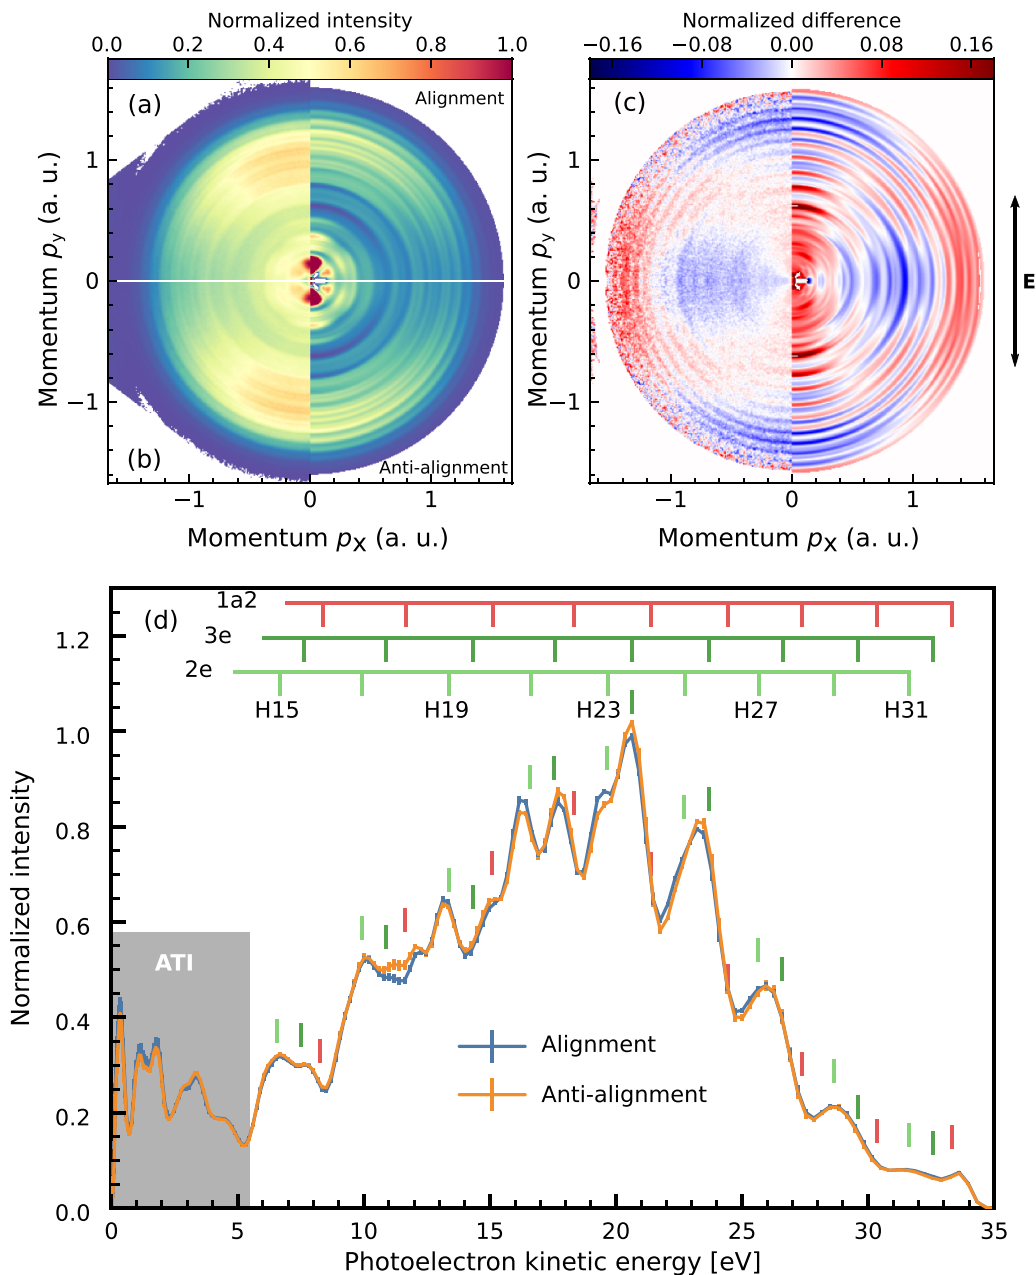 Normalized intensity
0.0 0.2 0.4 0.6 0.8 1.0
Normalized difference
−0.16 −0.08 0.00 0.08 0.16
(a)
Alignment
(c)
1
0
−1
Momentum py (a. u.)
(b)
Anti-alignment
−1 0 1
Momentum px (a. u.)
1
0
−1
Momentum py (a. u.)
−1 0 1
Momentum px (a. u.)
E
(d)
1a2
3e
2e
H15 H19 H23 H27 H31
ATI
Alignment
Anti-alignment
1.2
1.0
0.8
0.6
0.4
0.2
0.0
Normalized intensity
0 5 10 15 20 25 30 35
Photoelectron kinetic energy [eV]